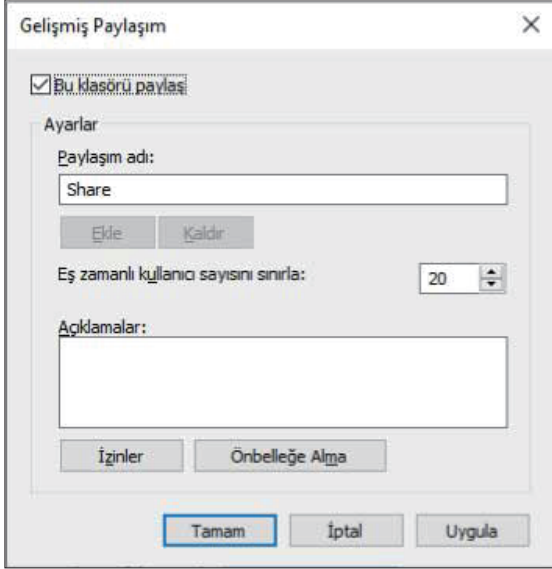 Gelişmiş Paylaşım
Bu klasörü paylaş
Ayarlar
Paylaşım adı:
Share
Ekle Kaldır
Eş zamanlı kullanıcı sayısını sınırla: 20
Açıklamalar:
İzinler Önbelleğe Alma
Tamam İptal Uygula